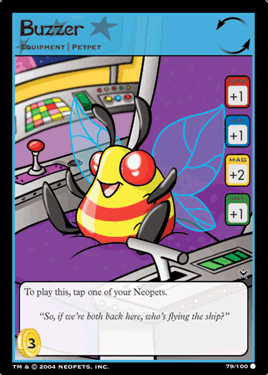 Buzzer
EQUIPMENT | PETPET
+1
+1
MAG
+2
+1
To play this, tap one of your Neopets.
"So, if we're both back here, who's flying the ship?"
3
TM & © 2004 NEOPETS, INC.
79/100